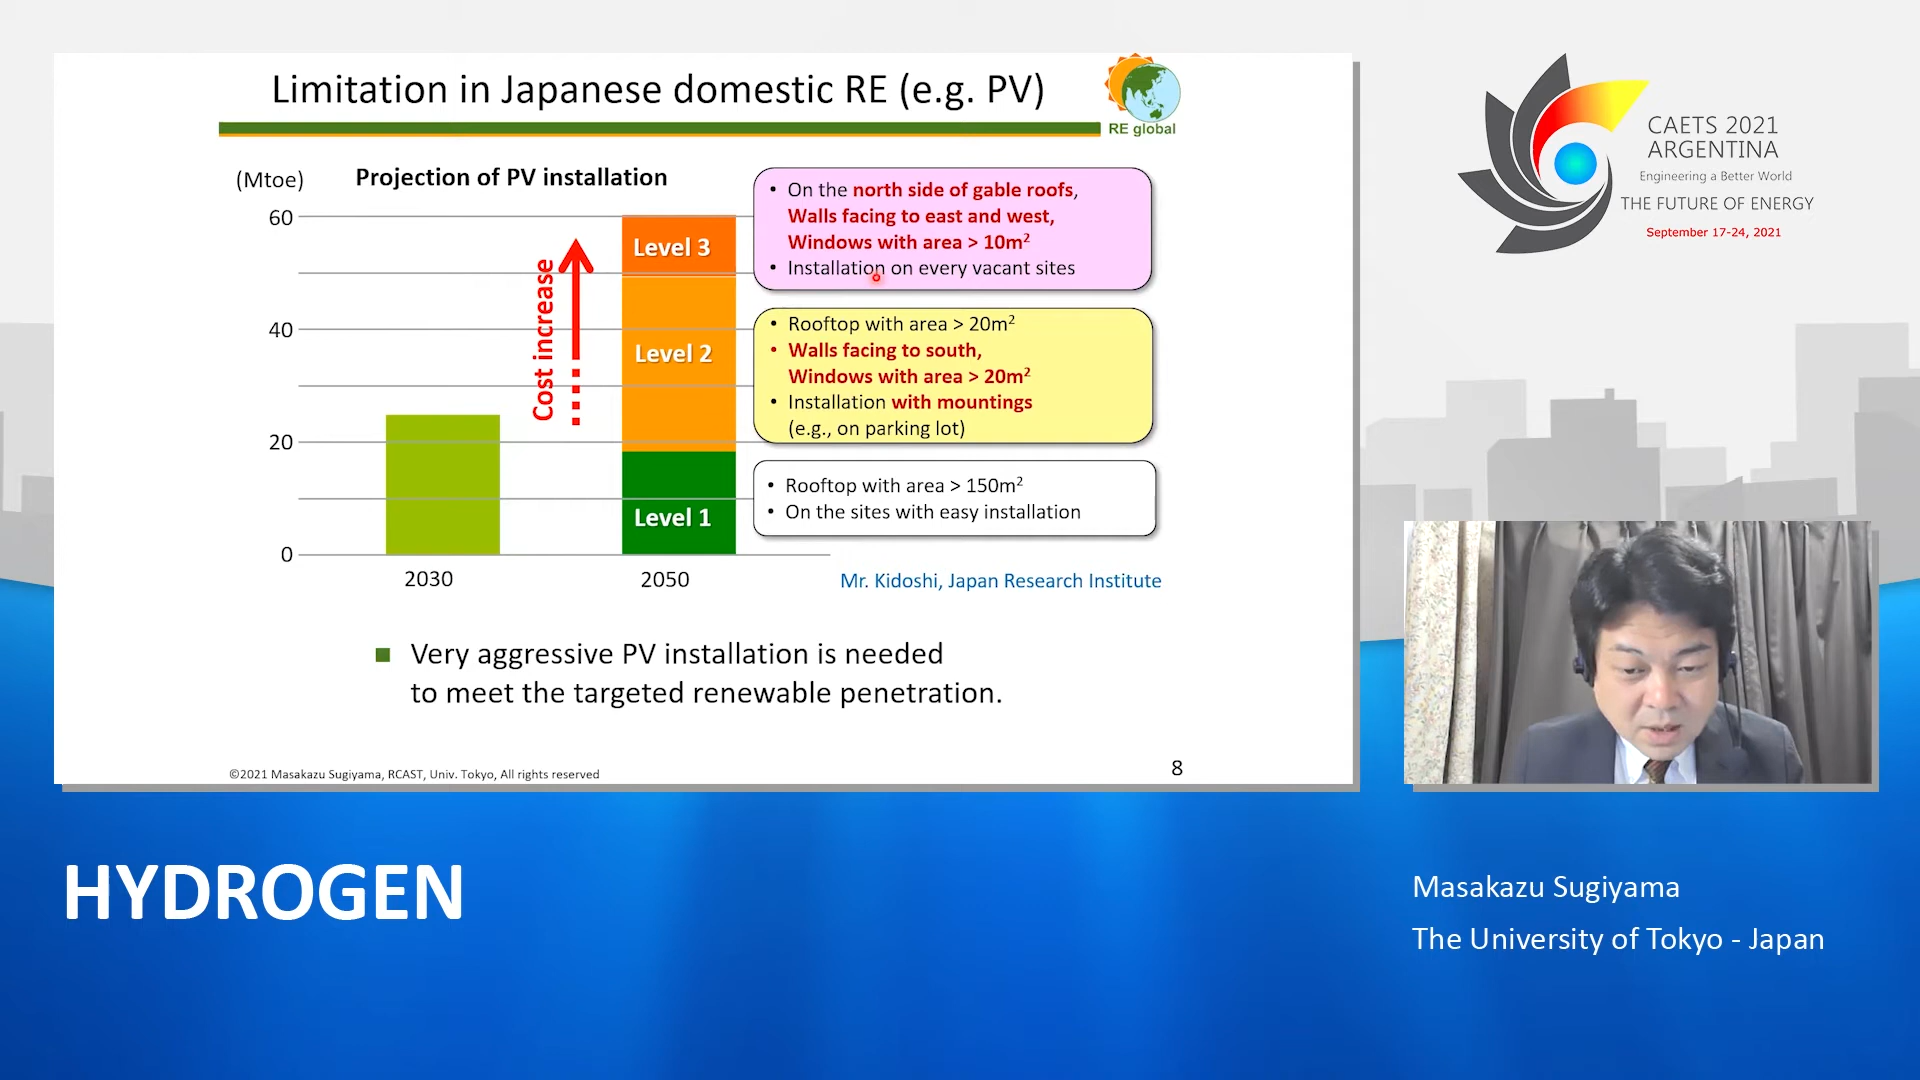 Limitation in Japanese domestic RE (e.g. PV)
RE global
(Mtoe)
Projection of PV installation
60
40
20
0
Cost increase
Level 3
Level 2
Level 1
2030
2050
• On the north side of gable roofs,
Walls facing to east and west,
Windows with area > 10m²
• Installation on every vacant sites
• Rooftop with area > 20m²
• Walls facing to south,
Windows with area > 20m²
• Installation with mountings
(e.g., on parking lot)
• Rooftop with area > 150m²
• On the sites with easy installation
Mr. Kidoshi, Japan Research Institute
Very aggressive PV installation is needed
to meet the targeted renewable penetration.
©2021 Masakazu Sugiyama, RCAST, Univ. Tokyo, All rights reserved
8
CAETS 2021
ARGENTINA
Engineering a Better World
THE FUTURE OF ENERGY
September 17-24, 2021
HYDROGEN
Masakazu Sugiyama
The University of Tokyo - Japan